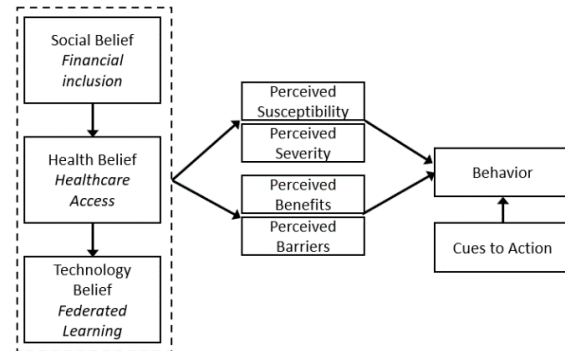 Social Belief
Financial
inclusion
Health Belief
Healthcare
Access
Technology
Belief
Federated
Learning
Perceived
Susceptibility
Perceived
Severity
Perceived
Benefits
Perceived
Barriers
Behavior
Cues to Action